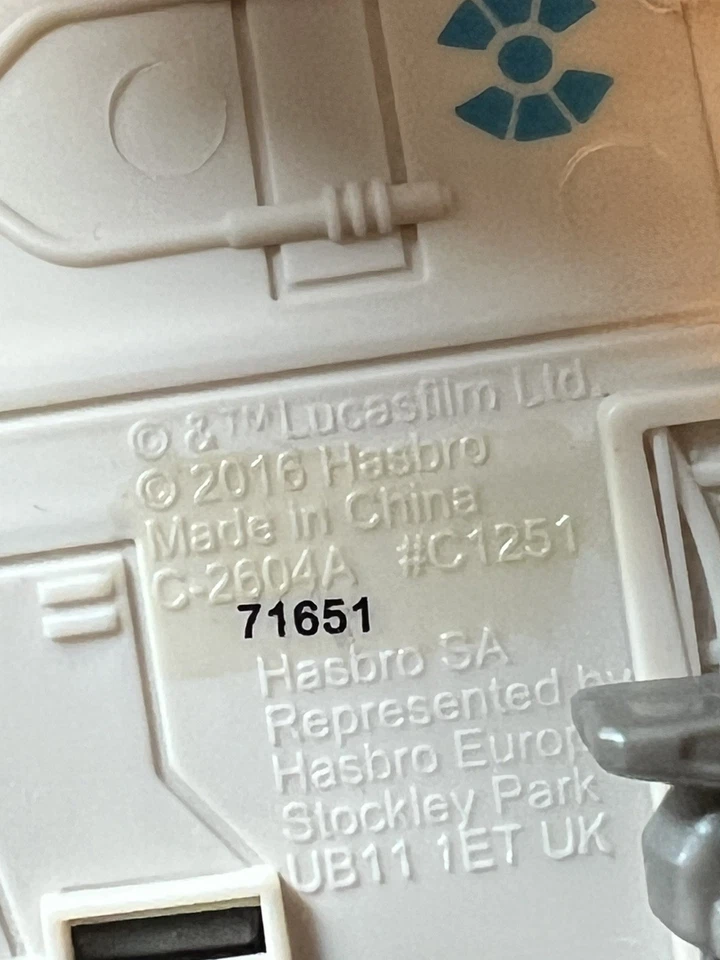 © & ™ Lucasfilm Ltd.
© 2016 Hasbro
Made in China
C-2604A #C1251
71651
Hasbro SA
Represented by
Hasbro
Stockley Park
UB11 1ET UK